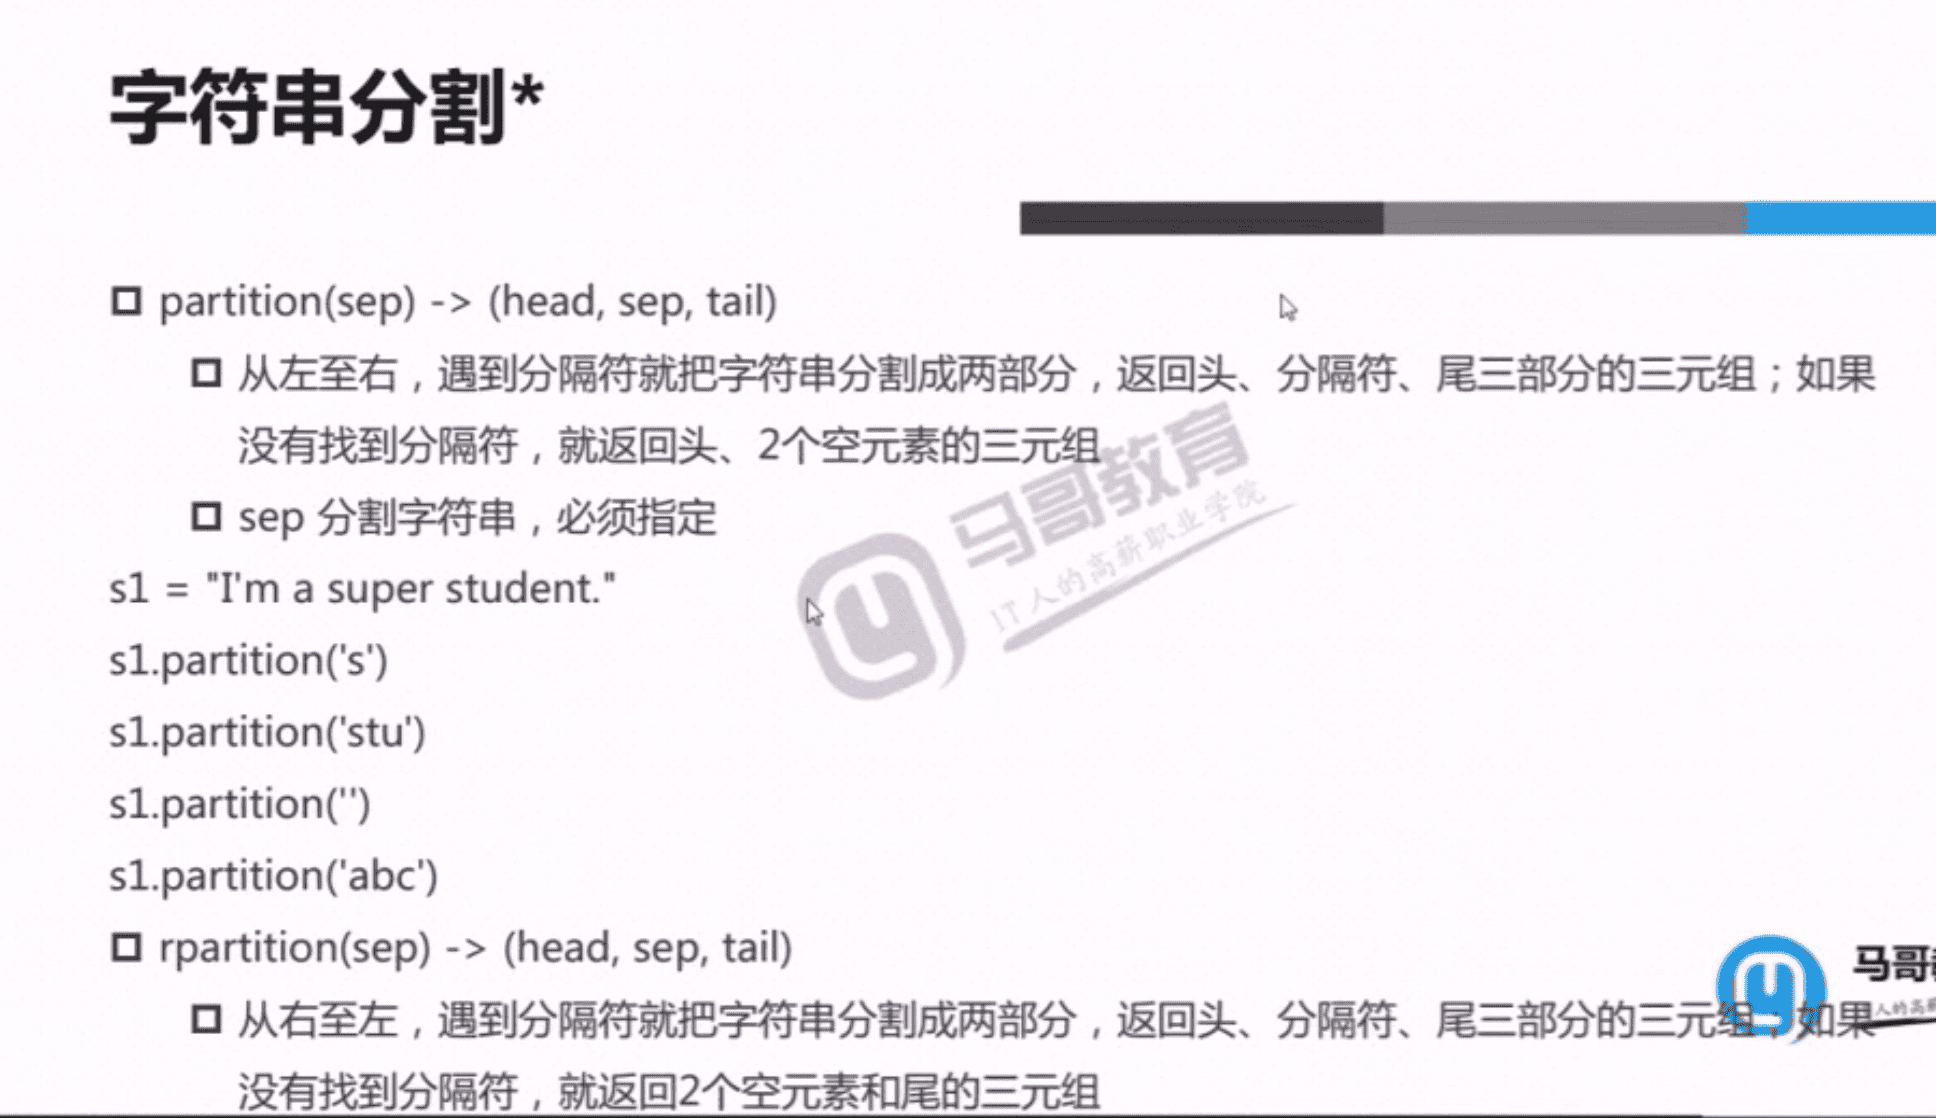 字符串分割*
partition(sep) -> (head, sep, tail)
从左至右，遇到分隔符就把字符串分割成两部分，返回头、分隔符、尾三部分的三元组；如果
没有找到分隔符，就返回头、2个空元素的三元组
sep 分割字符串，必须指定
马哥教育
IT人的高薪职业学院
s1 = "I'm a super student."
s1.partition('s')
s1.partition('stu')
s1.partition('')
s1.partition('abc')
rpartition(sep) -> (head, sep, tail)
马哥
人的高薪
从右至左，遇到分隔符就把字符串分割成两部分，返回头、分隔符、尾三部分的三元组；如果
没有找到分隔符，就返回2个空元素和尾的三元组